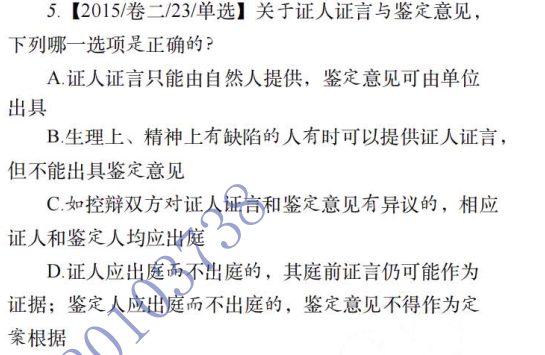 5.【2015/卷二/23/单选】关于证人证言与鉴定意见，
下列哪一选项是正确的？
A.证人证言只能由自然人提供，鉴定意见可由单位
出具
B.生理上、精神上有缺陷的人有时可以提供证人证言，
但不能出具鉴定意见
C.如控辩双方对证人证言和鉴定意见有异议的，相应
证人和鉴定人均应出庭
D.证人应出庭而不出庭的，其庭前证言仍可能作为
证据；鉴定人应出庭而不出庭的，鉴定意见不得作为定
案根据